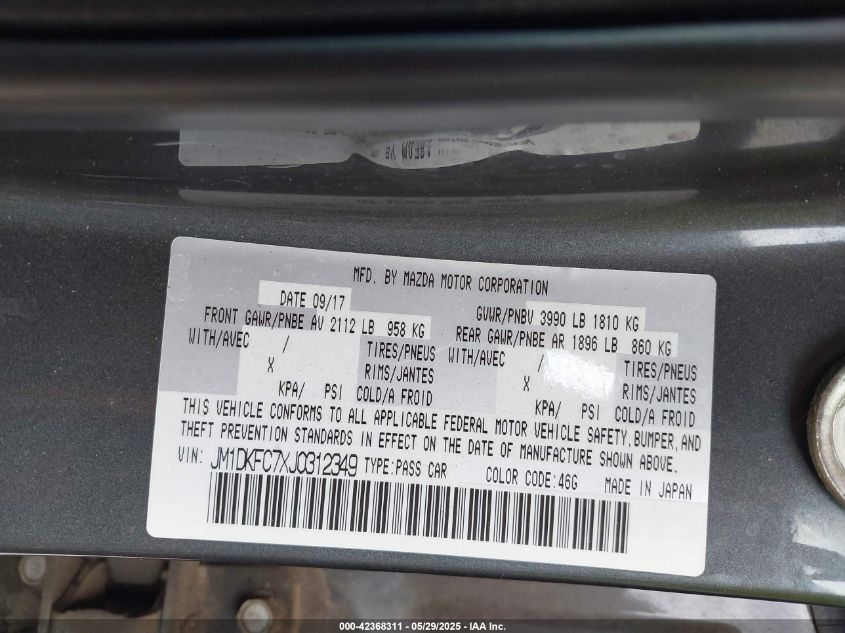 MFD. BY MAZDA MOTOR CORPORATION
DATE 09/17 GVWR/PNBV 3990 LB 1810 KG
FRONT GAWR/PNBE AV 2112 LB 958 KG REAR GAWR/PNBE AR 1896 LB 860 KG
WITH/AVEC / TIRES/PNEUS WITH/AVEC / TIRES/PNEUS
X RIMS/JANTES X RIMS/JANTES
KPA/ PSI COLD/A FROID KPA/ PSI COLD/A FROID
THIS VEHICLE CONFORMS TO ALL APPLICABLE FEDERAL MOTOR VEHICLE SAFETY, BUMPER, AND
THEFT PREVENTION STANDARDS IN EFFECT ON THE DATE OF MANUFACTURE SHOWN ABOVE.
VIN: JM1DKFC7XJ0312349 TYPE:PASS CAR COLOR CODE:46G MADE IN JAPAN
000-42368311 - 05/29/2025 - IAA Inc.